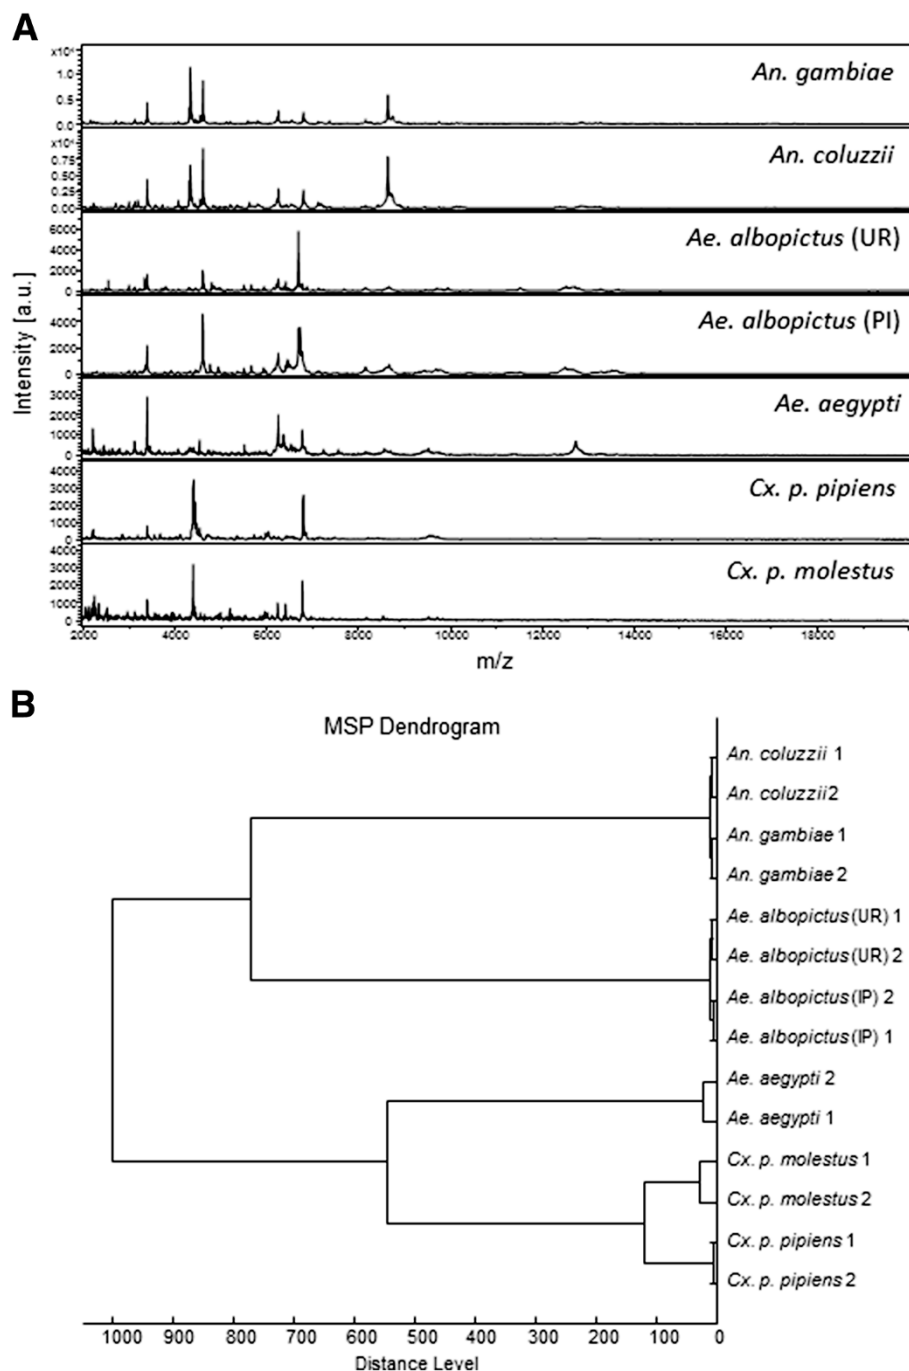 A
x10⁴
An. gambiae
1.0
0.5
0.0
x10⁴
An. coluzzii
0.75
0.50
0.25
0.00
Ae. albopictus (UR)
6000
4000
2000
0
Ae. albopictus (PI)
4000
2000
0
Ae. aegypti
3000
2000
1000
0
Cx. p. pipiens
4000
3000
2000
1000
0
Cx. p. molestus
4000
3000
2000
1000
0
Intensity [a.u.]
2000 4000 6000 8000 10000 12000 14000 16000 18000
m/z
B
MSP Dendrogram
An. coluzzii 1
An. coluzzii 2
An. gambiae 1
An. gambiae 2
Ae. albopictus (UR) 1
Ae. albopictus (UR) 2
Ae. albopictus (IP) 2
Ae. albopictus (IP) 1
Ae. aegypti 2
Ae. aegypti 1
Cx. p. molestus 1
Cx. p. molestus 2
Cx. p. pipiens 1
Cx. p. pipiens 2
1000 900 800 700 600 500 400 300 200 100 0
Distance Level